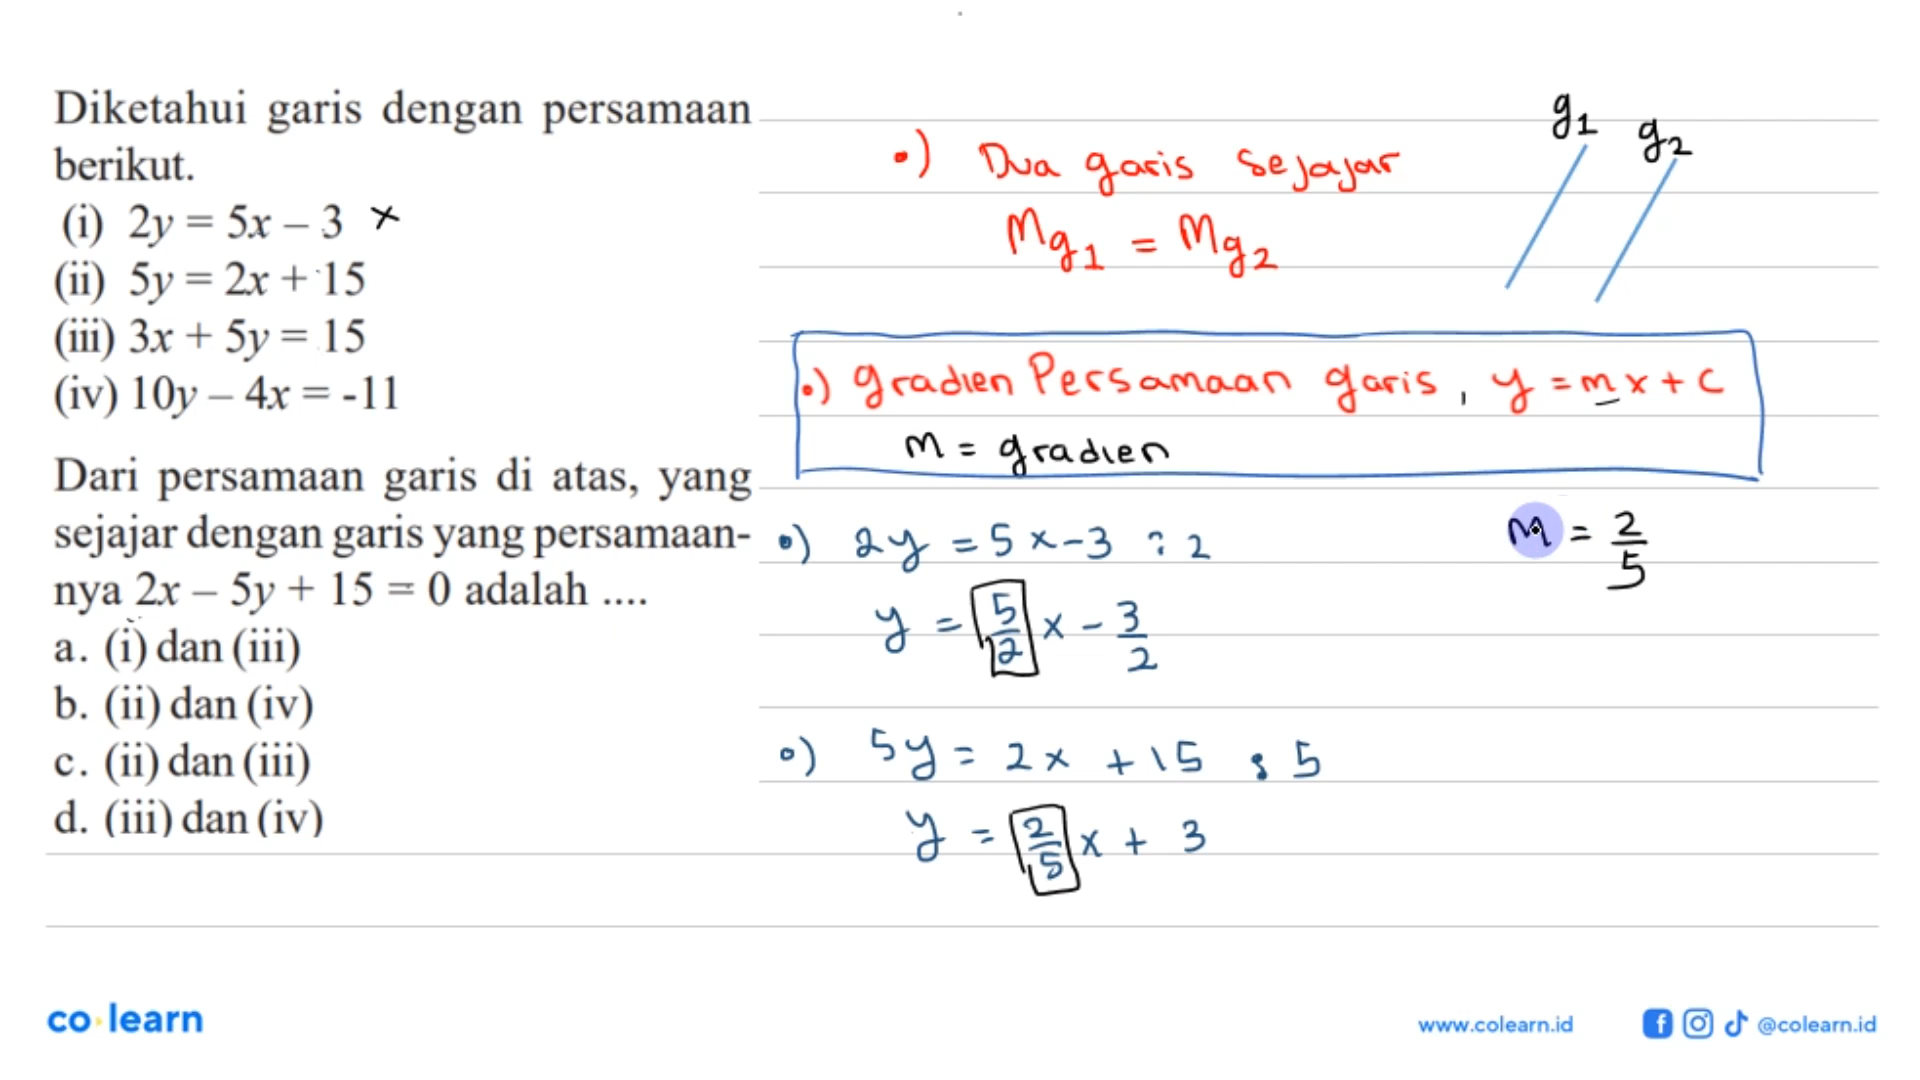 Diketahui garis dengan persamaan
berikut.
(i) 2y = 5x – 3 ×
(ii) 5y = 2x + 15
(iii) 3x + 5y = 15
(iv) 10y – 4x = -11
Dari persamaan garis di atas, yang
sejajar dengan garis yang persamaan-
nya 2x – 5y + 15 = 0 adalah ....
a. (i) dan (iii)
b. (ii) dan (iv)
c. (ii) dan (iii)
d. (iii) dan (iv)
•) Dua garis sejajar
Mg1 = Mg2
g1 g2
•) gradien Persamaan garis, y = mx + c
m = gradien
•) 2y = 5x - 3 : 2
y = 5/2 x - 3/2
•) 5y = 2x + 15 : 5
y = 2/5 x + 3
M = 2/5
co·learn
www.colearn.id
@colearn.id